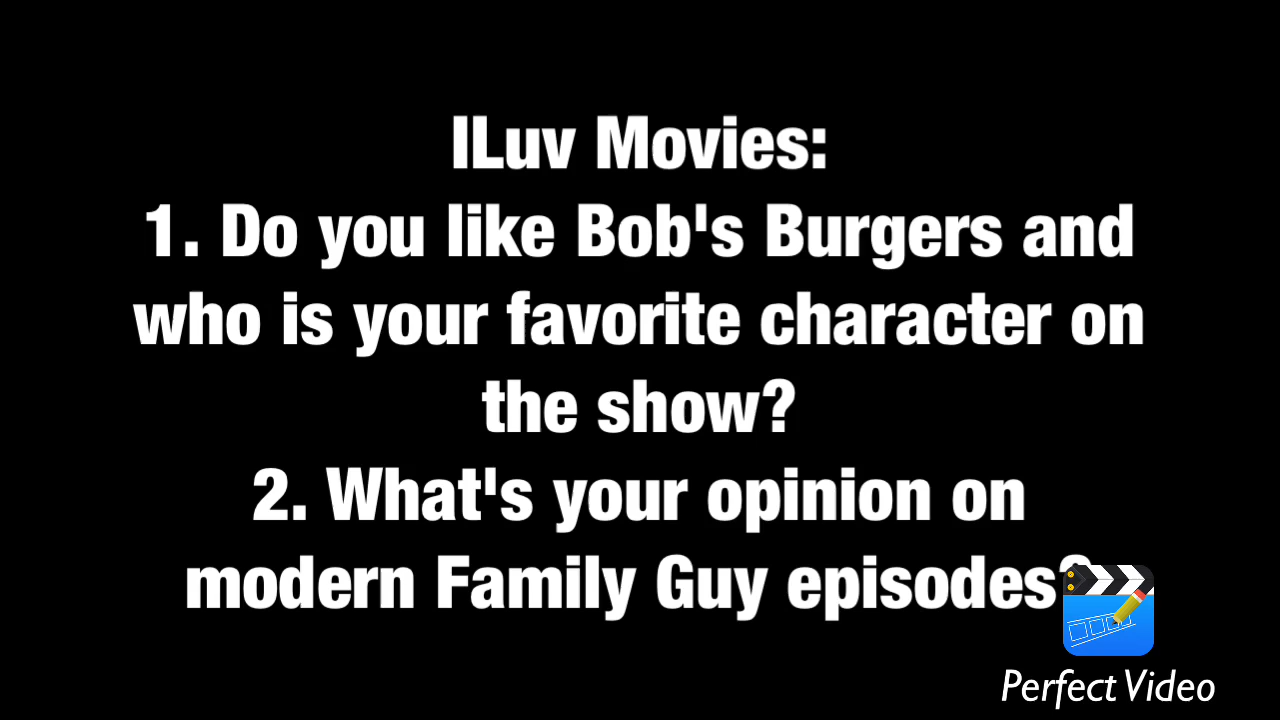 ILuv Movies:
1. Do you like Bob's Burgers and
who is your favorite character on
the show?
2. What's your opinion on
modern Family Guy episodes?
Perfect Video